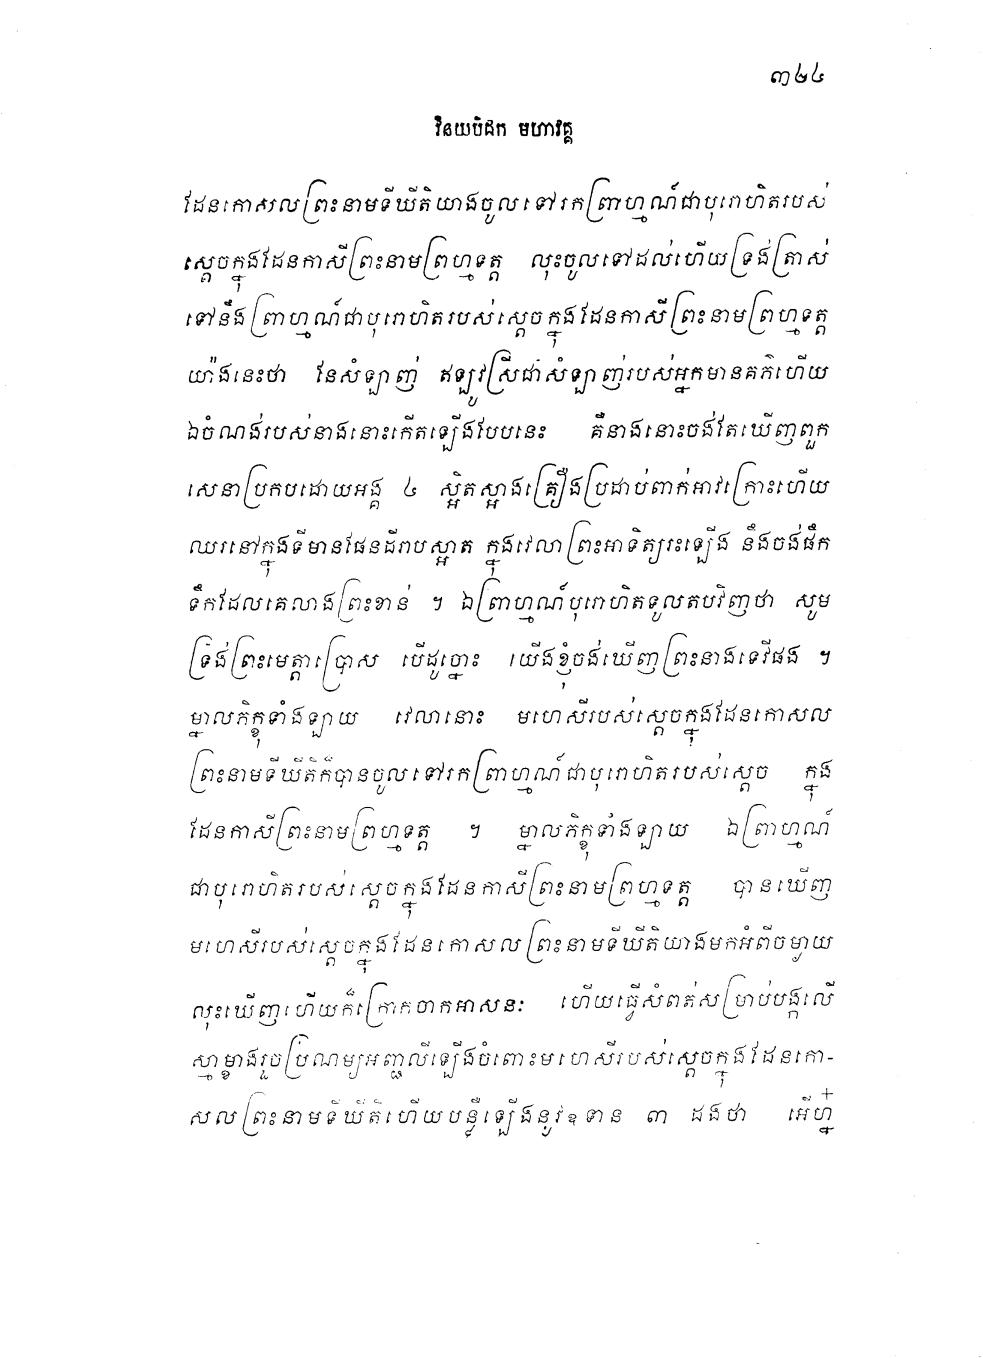 ៣២៤
វិនយបិដក មហាវគ្គ
ដែនកោសលព្រះនាមទីឃីតិយាងចូលទៅរកព្រាហ្មណ៍ជាបុរោហិតរបស់
ស្ដេចក្នុងដែនកាសីព្រះនាមព្រហ្មទត្ត លុះចូលទៅដល់ហើយទ្រង់ត្រាស់
ទៅនឹងព្រាហ្មណ៍ជាបុរោហិតរបស់ស្ដេចក្នុងដែនកាសីព្រះនាមព្រហ្មទត្ត
យ៉ាងនេះថា នែសំឡាញ់ ឥឡូវស្រីជាសំឡាញ់របស់អ្នកមានគភ៌ហើយ
ឯចំណង់របស់នាងនោះកើតឡើងបែបនេះ គឺនាងនោះចង់តែឃើញពួក
សេនាប្រកបដោយអង្គ ៤ ស្អិតស្អាងគ្រឿងប្រដាប់ពាក់អាវក្រោះហើយ
ឈរនៅក្នុងទីមានផែនដីរាបស្អាត ក្នុងវេលាព្រះអាទិត្យរះឡើង នឹងចង់ផឹក
ទឹកដែលគេលាងព្រះខាន់ ។ ឯព្រាហ្មណ៍បុរោហិតទូលតបវិញថា សូម
ទ្រង់ព្រះមេត្តាប្រោស បើដូច្នោះ យើងខ្ញុំចង់ឃើញព្រះនាងទេវីផង ។
ម្នាលភិក្ខុទាំងឡាយ វេលានោះ មហេសីរបស់ស្ដេចក្នុងដែនកោសល
ព្រះនាមទីឃីតិក៏បានចូលទៅរកព្រាហ្មណ៍ជាបុរោហិតរបស់ស្ដេច ក្នុង
ដែនកាសីព្រះនាមព្រហ្មទត្ត ។ ម្នាលភិក្ខុទាំងឡាយ ឯព្រាហ្មណ៍
ជាបុរោហិតរបស់ស្ដេចក្នុងដែនកាសីព្រះនាមព្រហ្មទត្ត បានឃើញ
មហេសីរបស់ស្ដេចក្នុងដែនកោសលព្រះនាមទីឃីតិយាងមកអំពីចម្ងាយ
លុះឃើញហើយក៏ក្រោកចាកអាសនៈ ហើយធ្វើសំពត់សម្រាប់បង្កលើ
ស្មាម្ខាងរួចប្រណម្យអញ្ជលីឡើងចំពោះមហេសីរបស់ស្ដេចក្នុងដែនកោ-
សលព្រះនាមទីឃីតិហើយបន្លឺឡើងនូវឧទាន ៣ ដងថា អើហ្ន៎